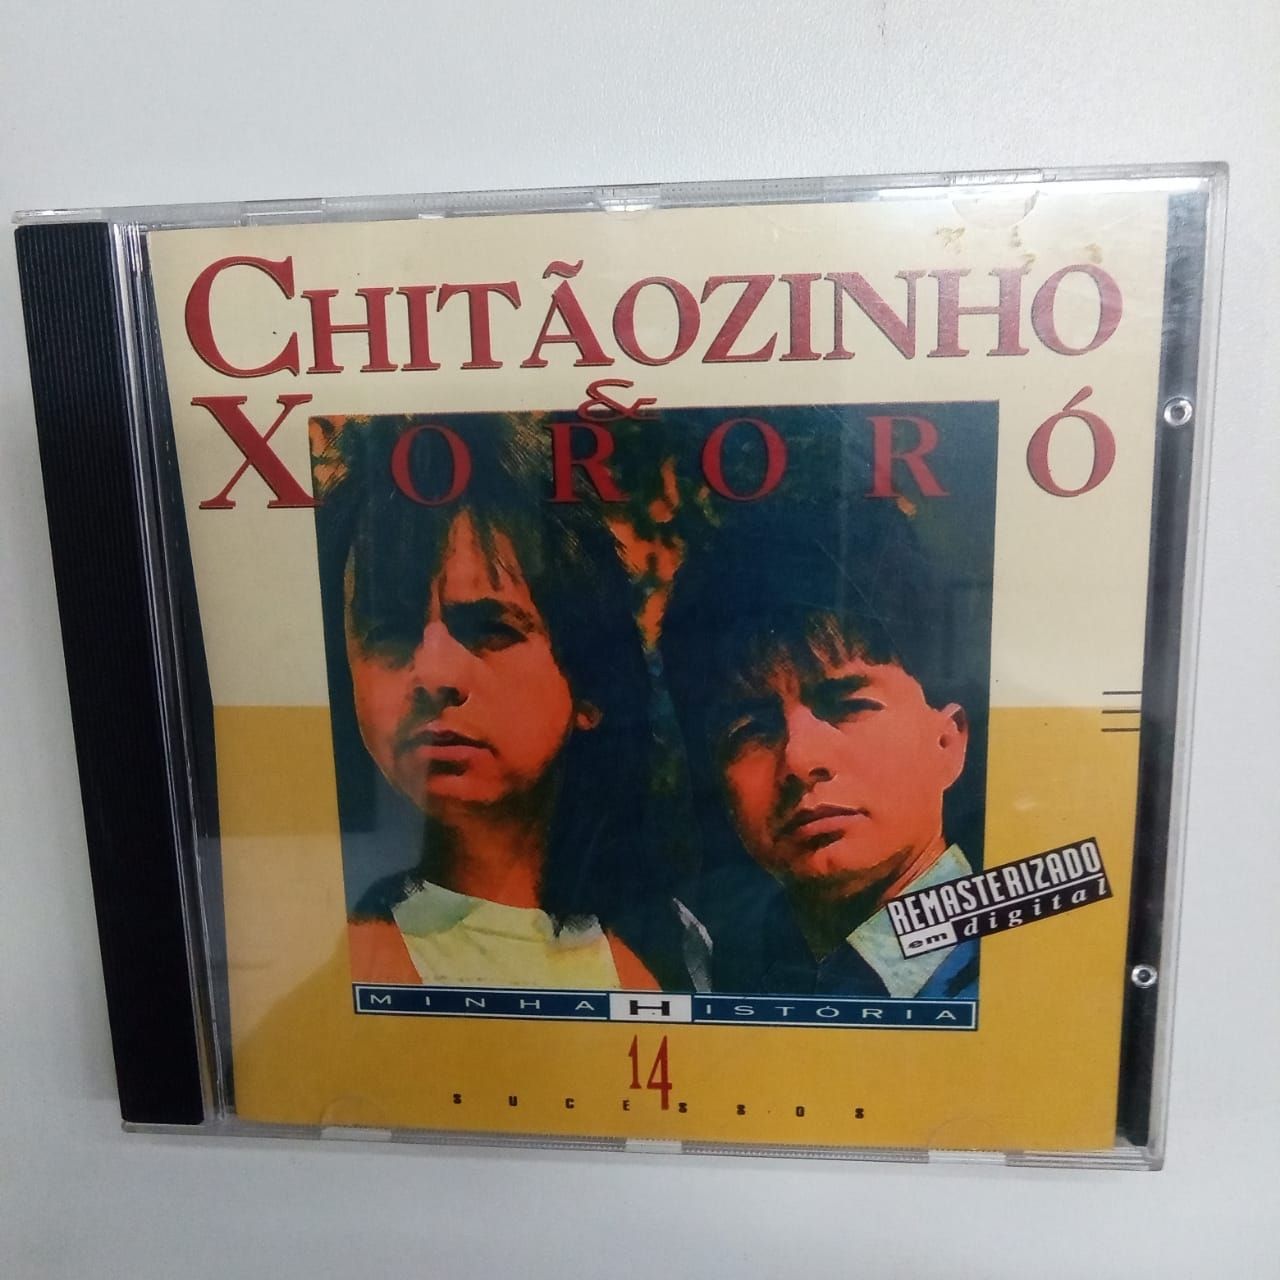 CHITÃOZINHO
&
XORORÓ
REMASTERIZADO
em digital
MINHA HISTÓRIA
14
SUCESSOS